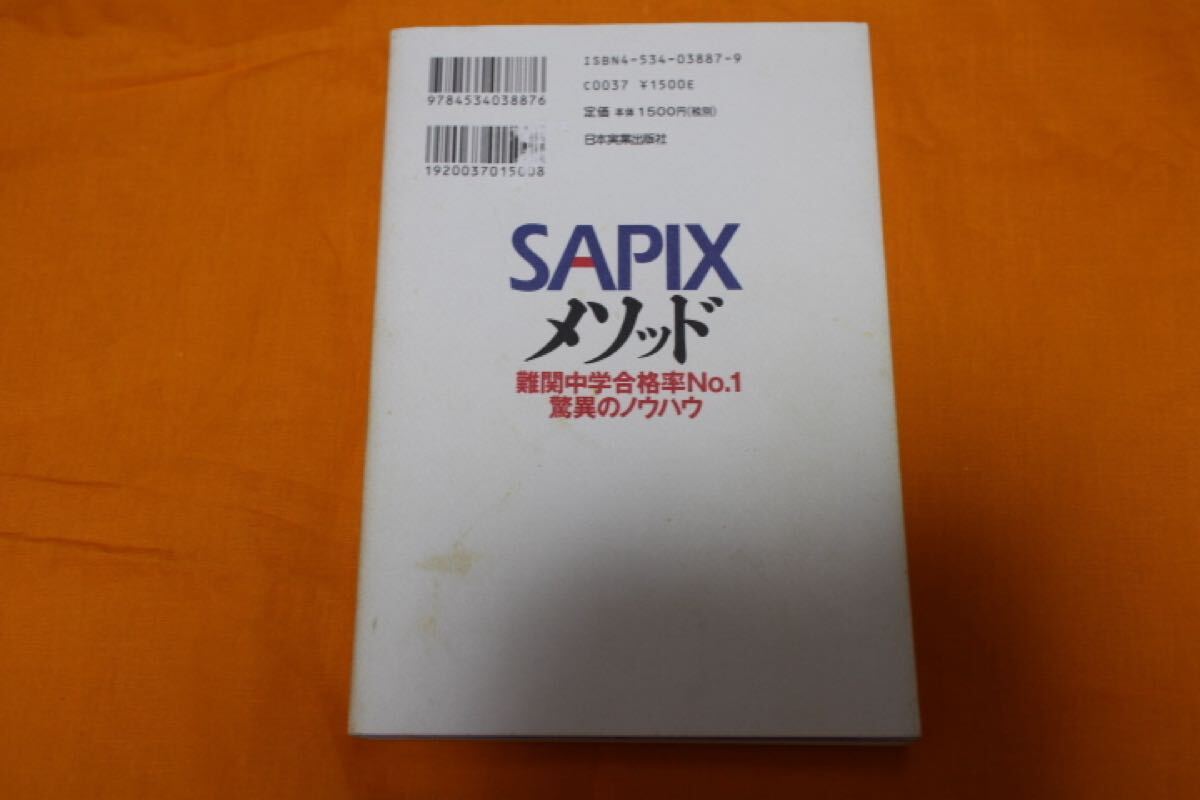 ISBN4-534-03887-9
9784534038876
C0037 ¥1500E
定価 本体1500円(税別)
1920037015008
日本実業出版社
SAPIX
メソッド
難関中学合格率No.1
驚異のノウハウ